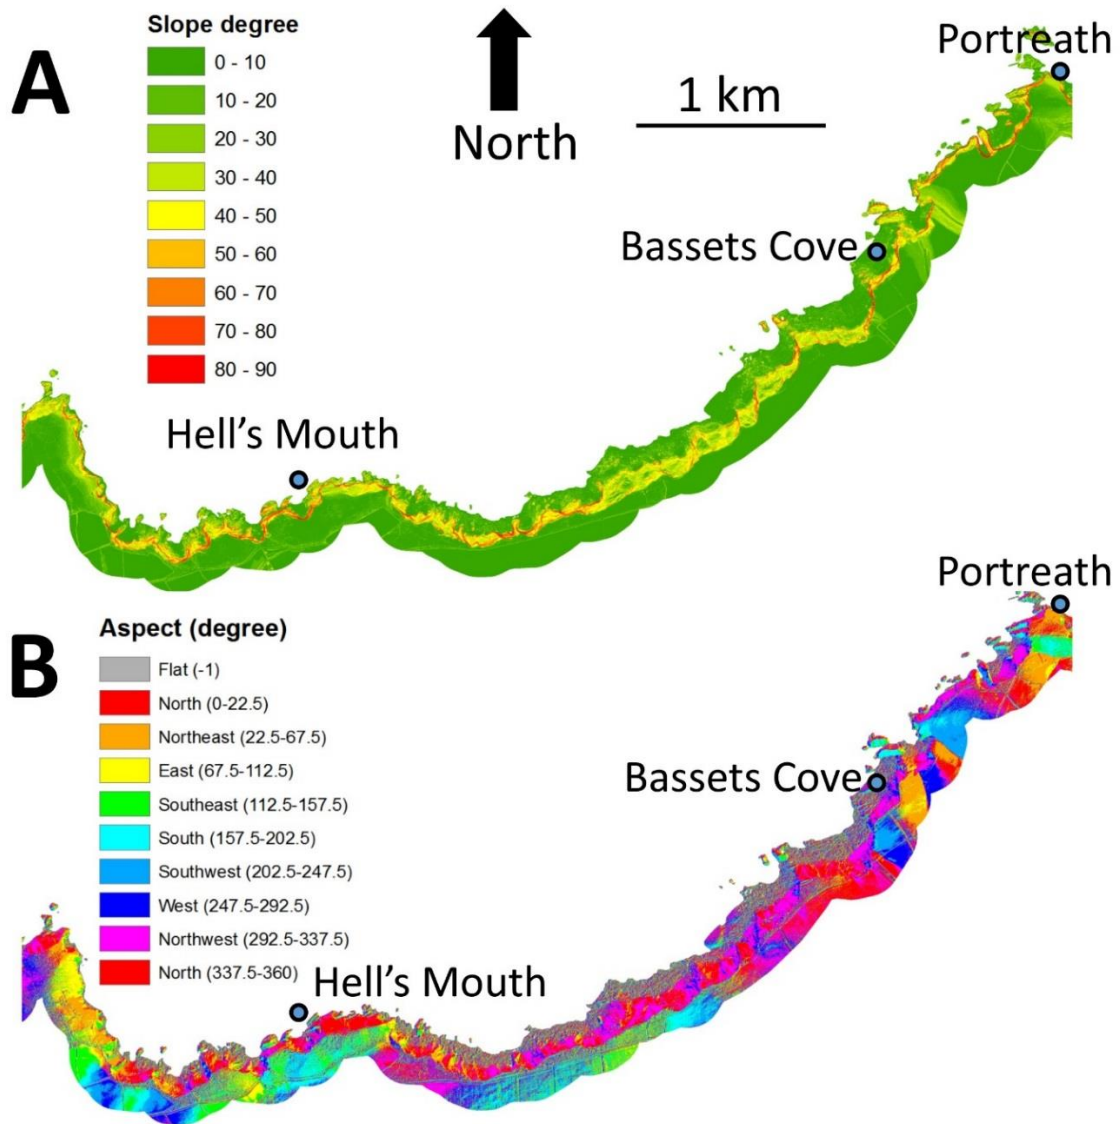 A
Slope degree
0 - 10
10 - 20
20 - 30
30 - 40
40 - 50
50 - 60
60 - 70
70 - 80
80 - 90
North
1 km
Portreath
Bassets Cove
Hell's Mouth
B
Aspect (degree)
Flat (-1)
North (0-22.5)
Northeast (22.5-67.5)
East (67.5-112.5)
Southeast (112.5-157.5)
South (157.5-202.5)
Southwest (202.5-247.5)
West (247.5-292.5)
Northwest (292.5-337.5)
North (337.5-360)
Portreath
Bassets Cove
Hell's Mouth